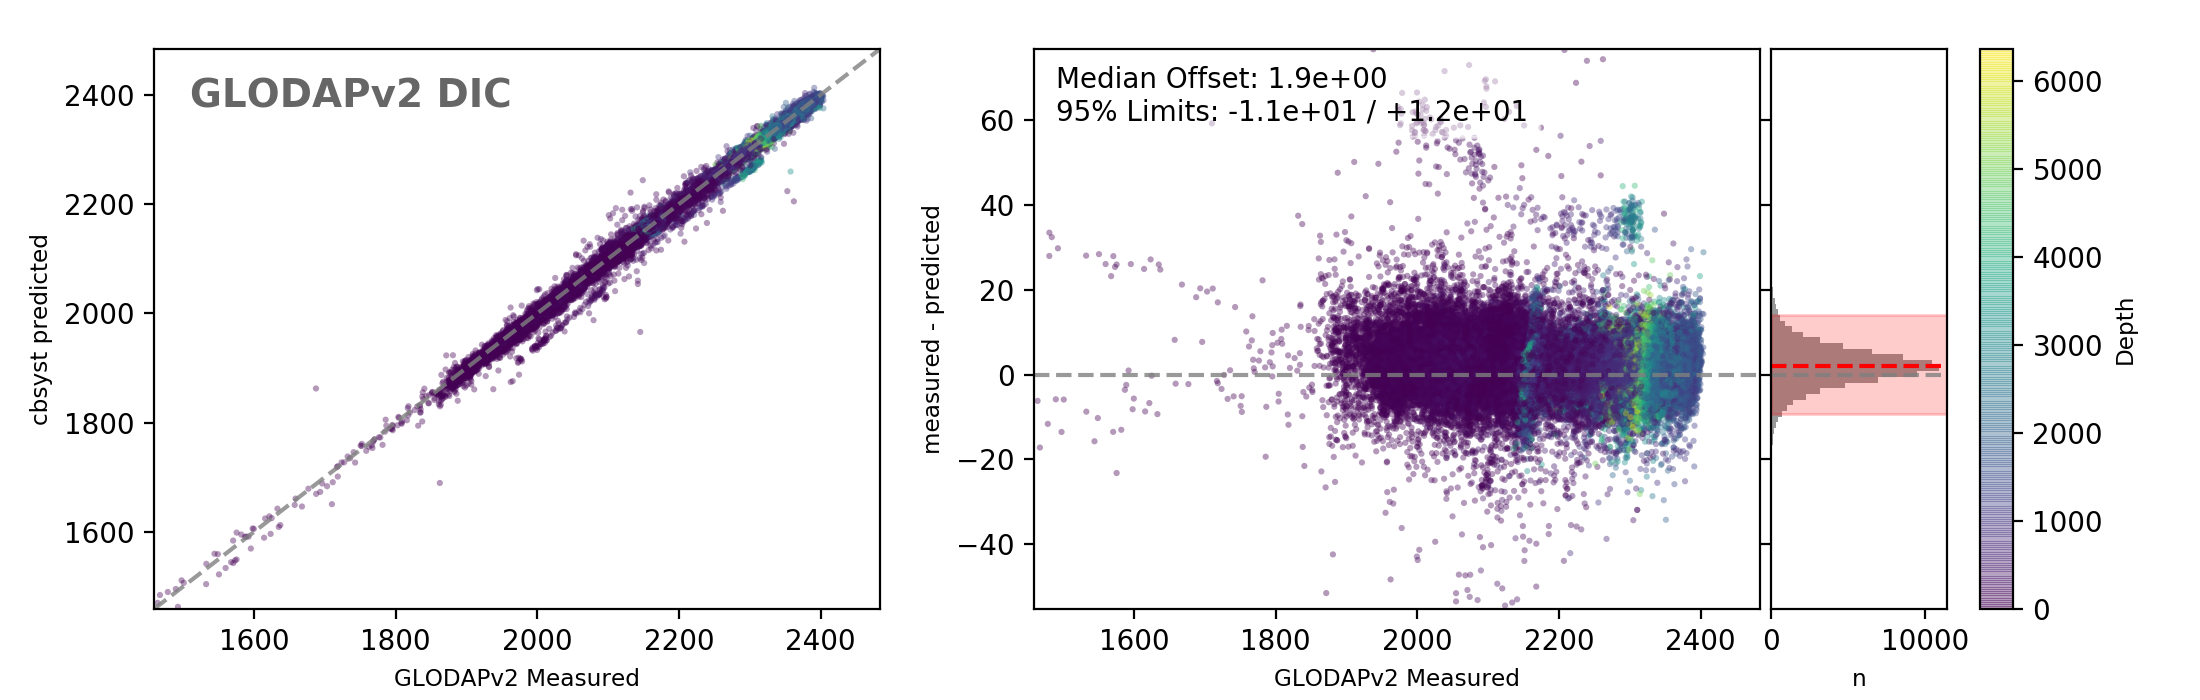 GLODAPv2 DIC
2400
2200
2000
1800
1600
cbsyst predicted
1600 1800 2000 2200 2400
GLODAPv2 Measured
Median Offset: 1.9e+00
95% Limits: -1.1e+01 / +1.2e+01
60
40
20
0
−20
−40
measured - predicted
1600 1800 2000 2200 2400
GLODAPv2 Measured
0 10000
n
6000
5000
4000
3000
2000
1000
0
Depth